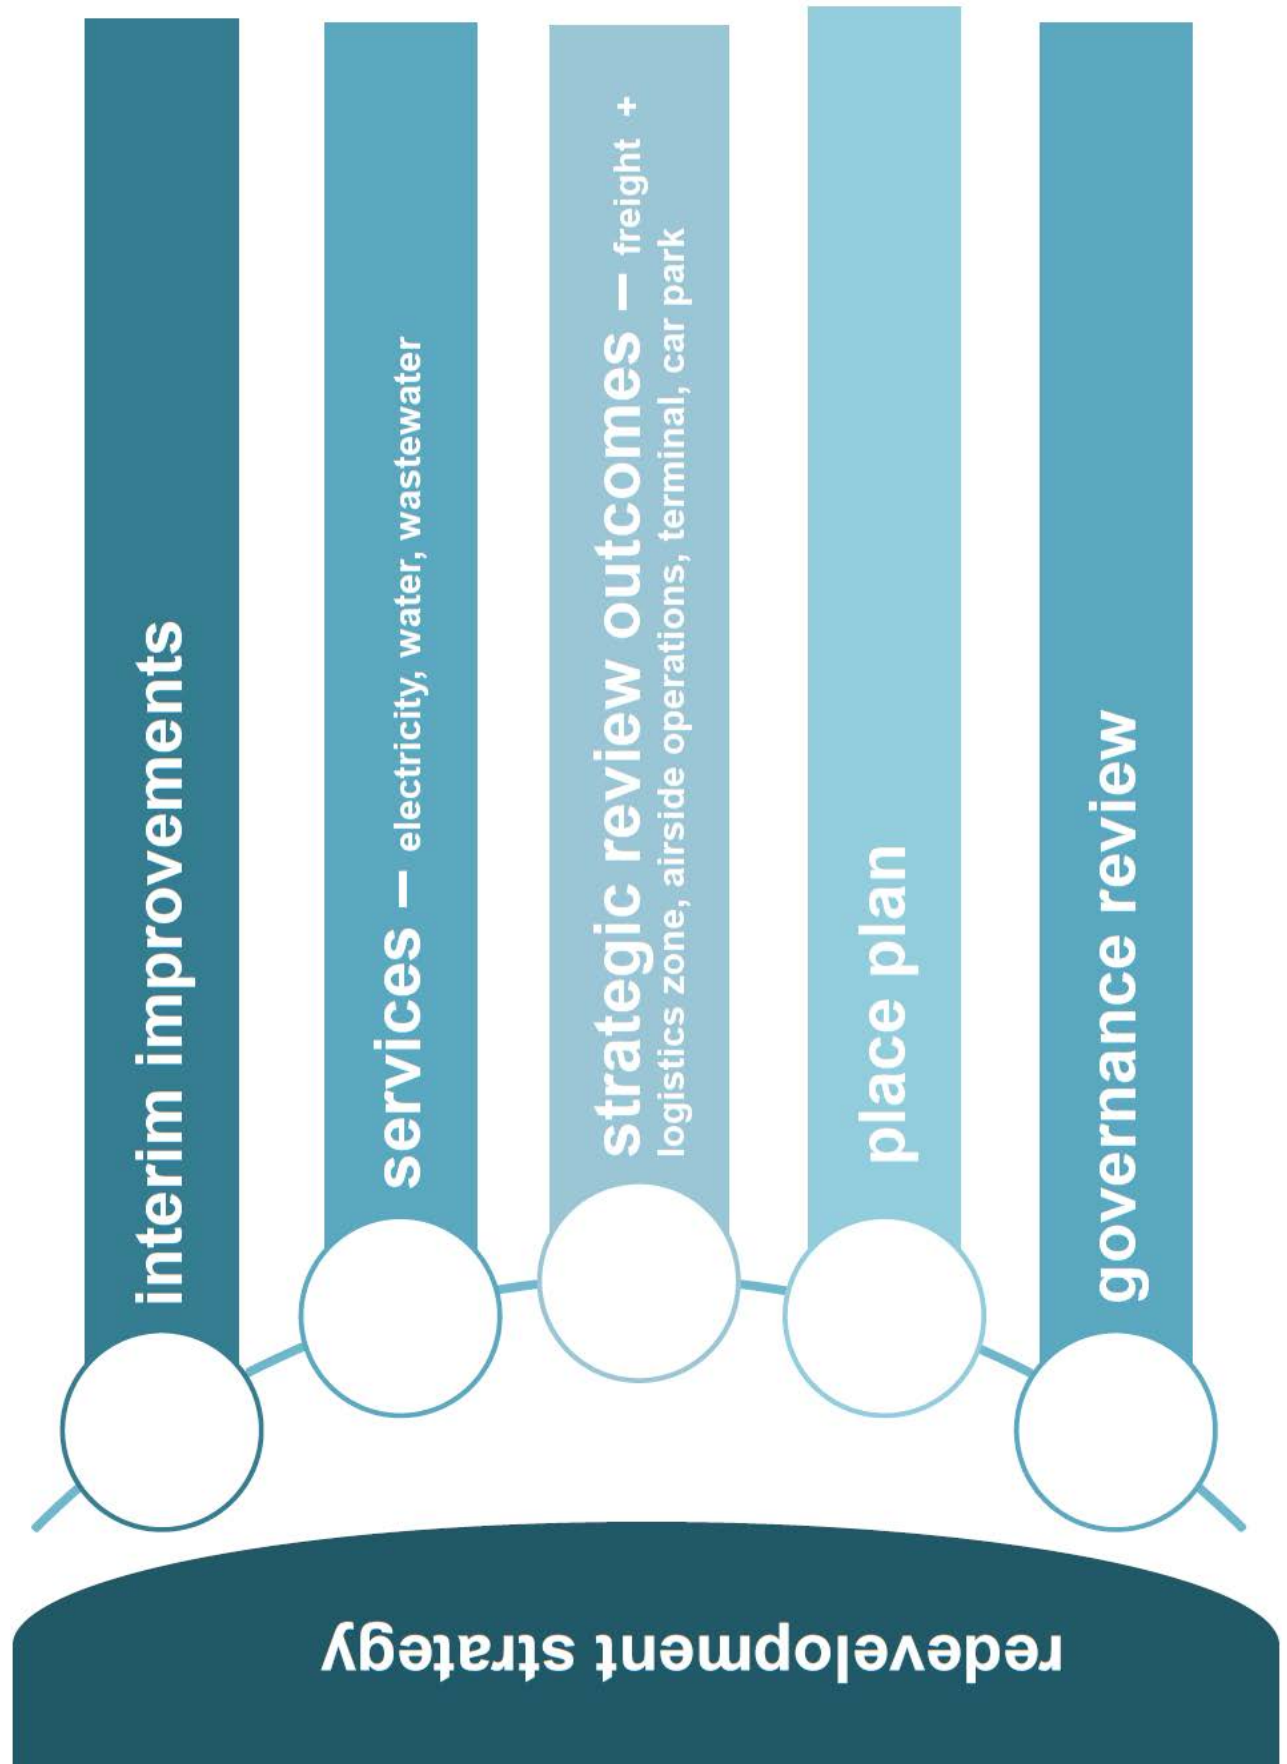 redevelopment strategy
interim improvements
services – electricity, water, wastewater
strategic review outcomes – freight +
logistics zone, airside operations, terminal, car park
place plan
governance review